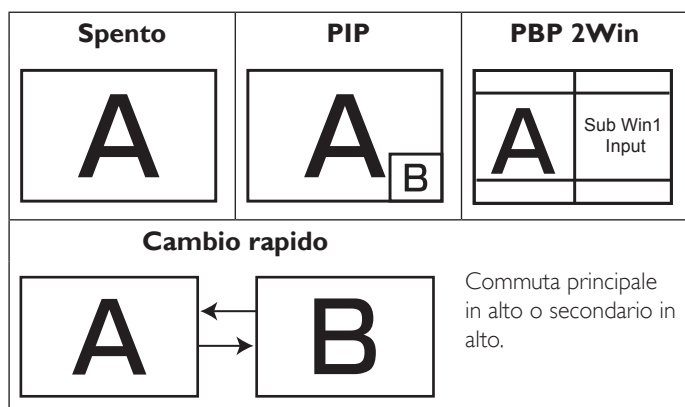 Spento
PIP
PBP 2Win
A
A
B
A
Sub Win1
Input
Cambio rapido
A
B
Commuta principale
in alto o secondario in
alto.